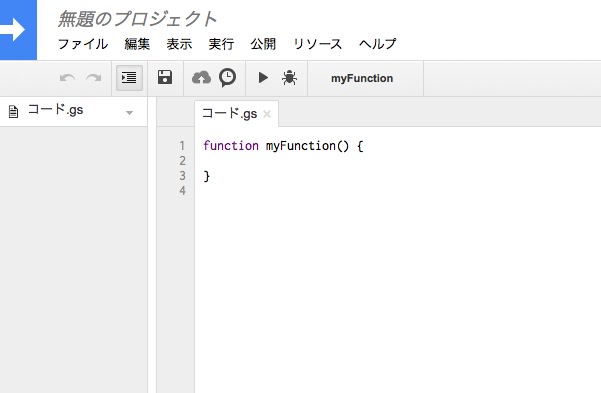 無題のプロジェクト
ファイル 編集 表示 実行 公開 リソース ヘルプ
myFunction
コード.gs
コード.gs ×
1 function myFunction() {
2
3 }
4